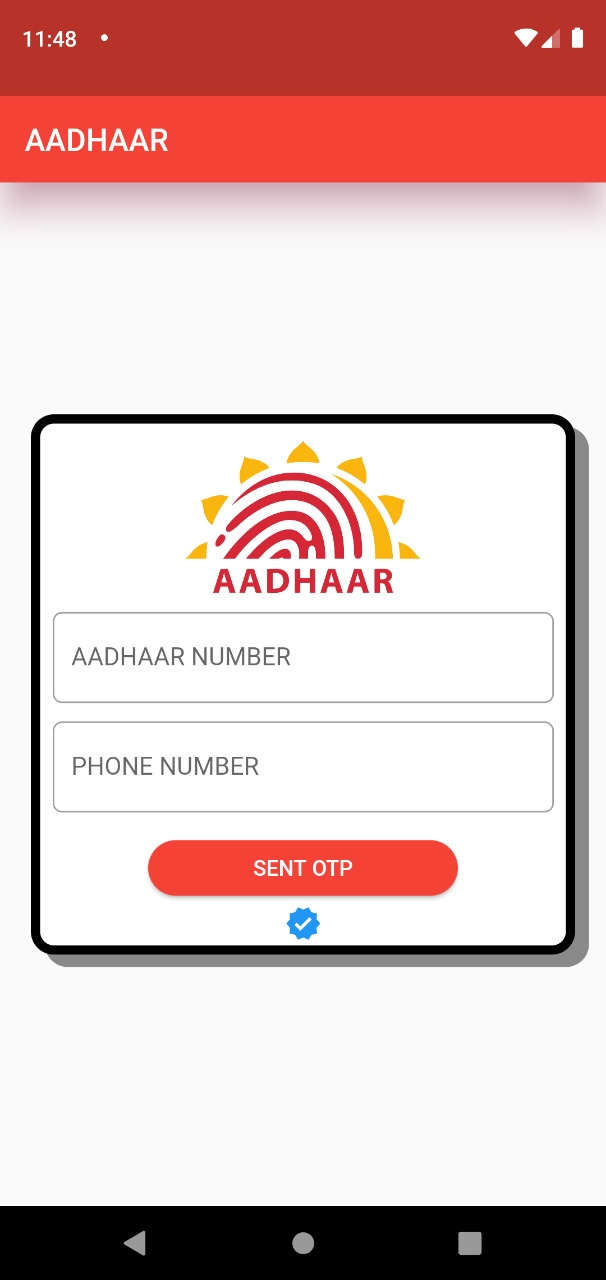 11:48
AADHAAR
AADHAAR
AADHAAR NUMBER
PHONE NUMBER
SENT OTP